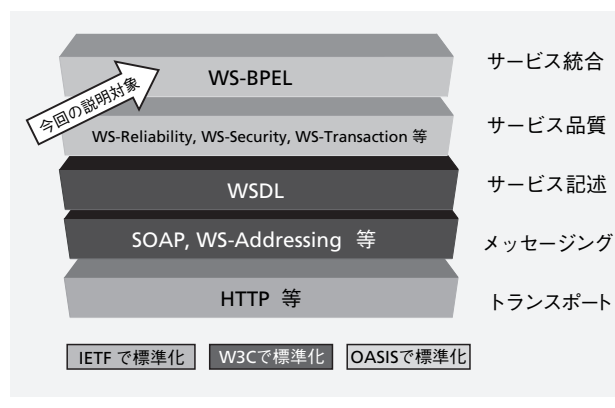 WS-BPEL
サービス統合
今回の説明対象
WS-Reliability, WS-Security, WS-Transaction 等
サービス品質
WSDL
サービス記述
SOAP, WS-Addressing 等
メッセージング
HTTP 等
トランスポート
IETF で標準化
W3Cで標準化
OASISで標準化